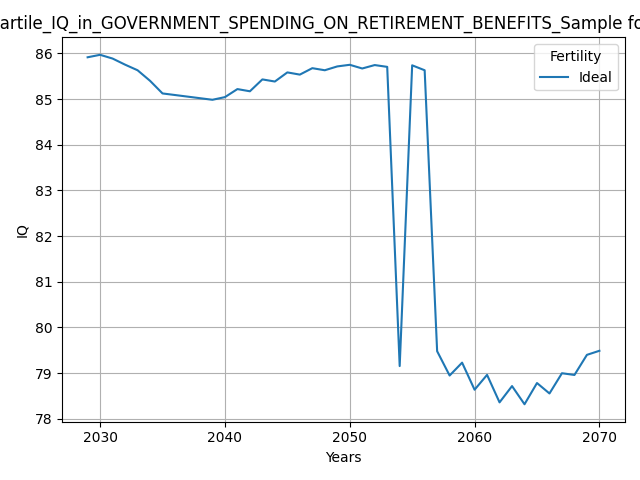 artile_IQ_in_GOVERNMENT_SPENDING_ON_RETIREMENT_BENEFITS_Sample fo
Fertility
Ideal
86
85
84
83
82
81
80
79
78
IQ
2030 2040 2050 2060 2070
Years